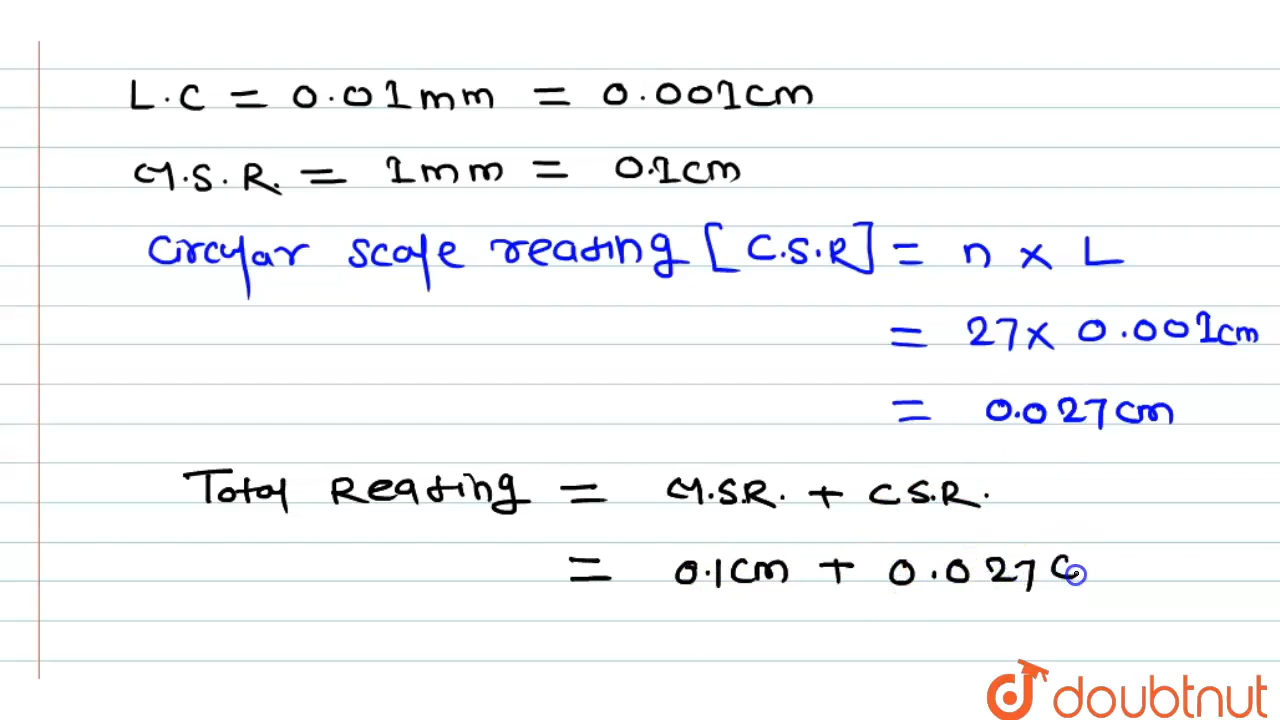 L.C = 0.01mm = 0.001cm
M.S.R. = 1mm = 0.1cm
Circular scale reading [C.S.R] = n × L
= 27 × 0.001cm
= 0.027cm
Total Reading = M.S.R. + C.S.R.
= 0.1cm + 0.027c
doubtnut